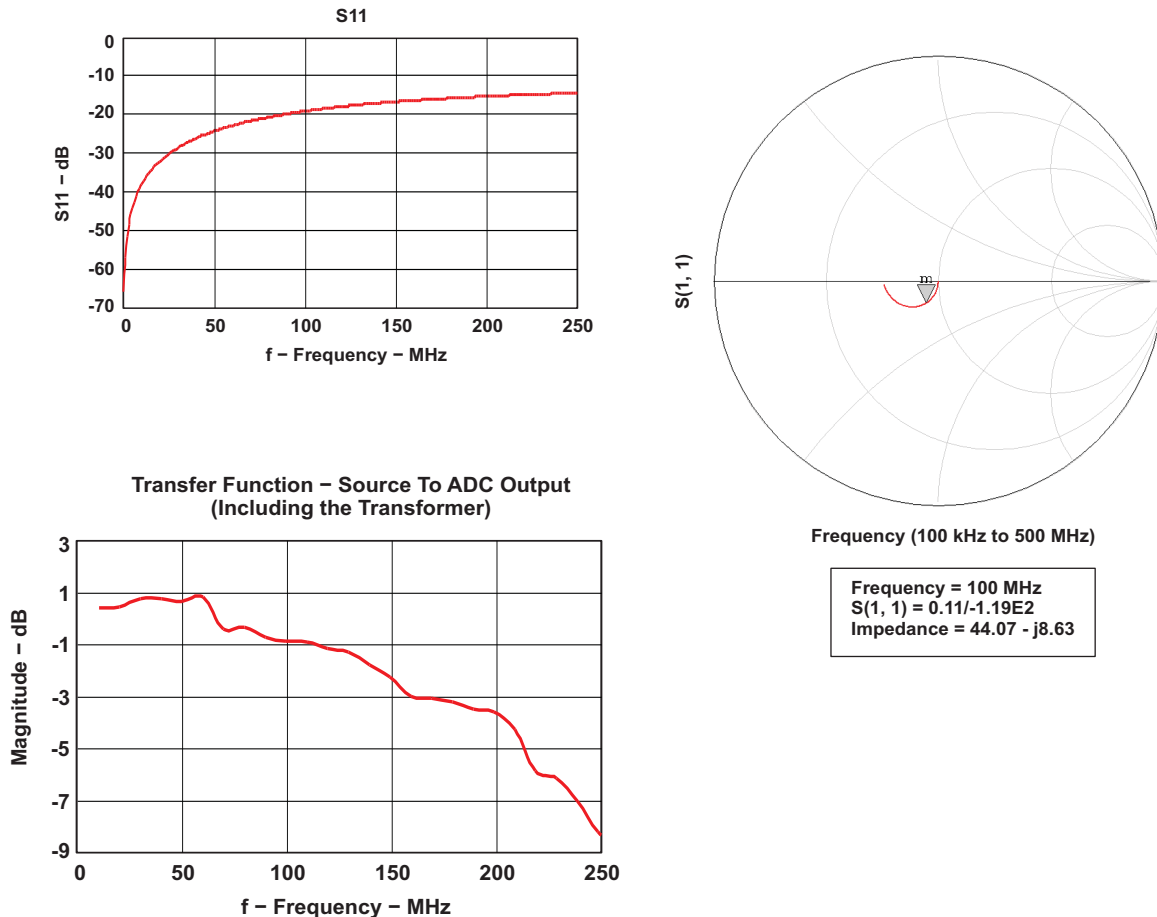 S11
0
-10
-20
-30
-40
-50
-60
-70
S11 – dB
0 50 100 150 200 250
f – Frequency – MHz
S(1, 1)
m
Frequency (100 kHz to 500 MHz)
Frequency = 100 MHz
S(1, 1) = 0.11/-1.19E2
Impedance = 44.07 - j8.63
Transfer Function – Source To ADC Output
(Including the Transformer)
3
1
-1
-3
-5
-7
-9
Magnitude – dB
0 50 100 150 200 250
f – Frequency – MHz